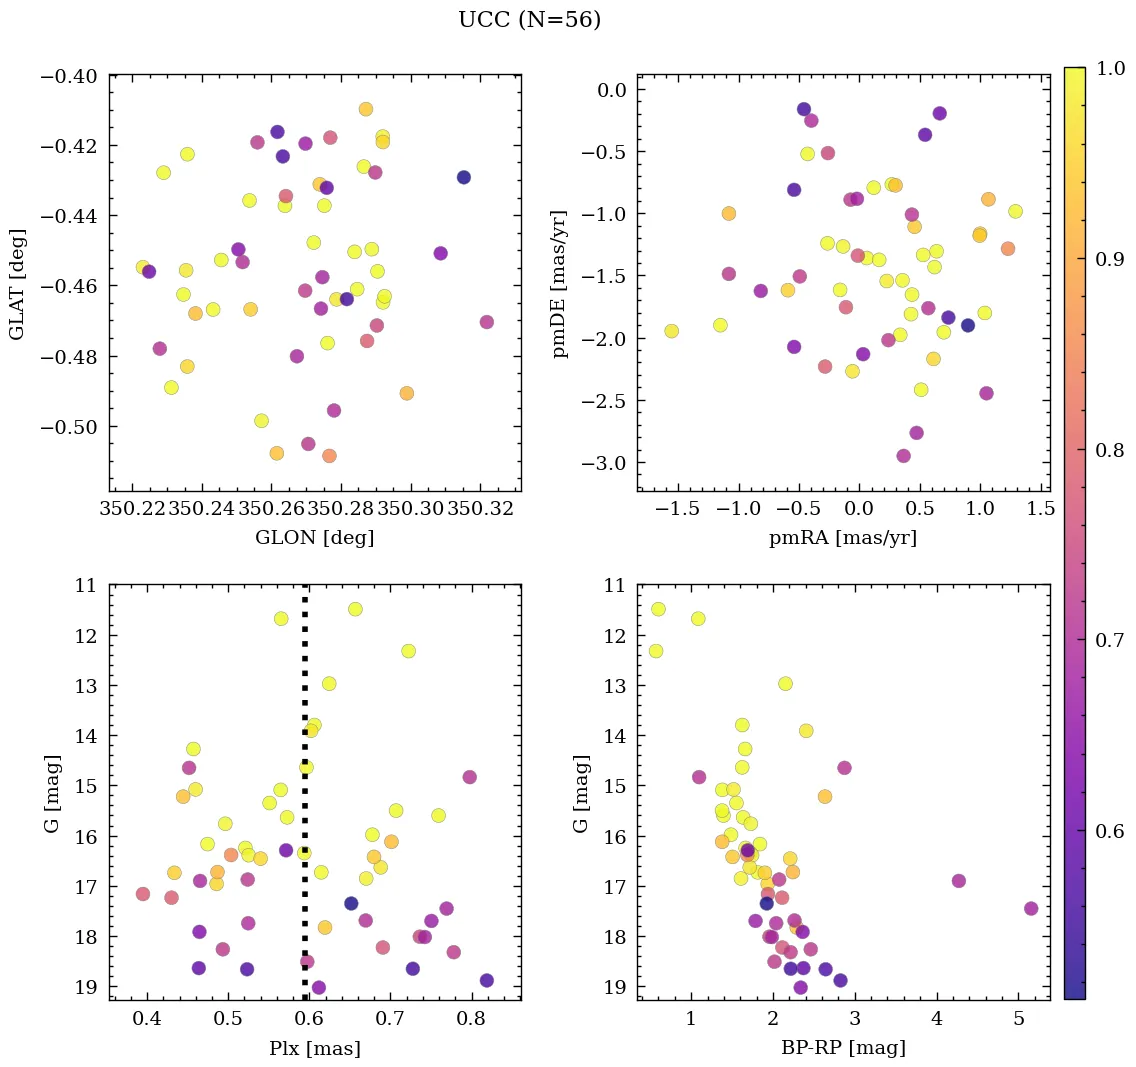 UCC (N=56)
−0.40
−0.42
−0.44
−0.46
−0.48
−0.50
GLAT [deg]
350.22 350.24 350.26 350.28 350.30 350.32
GLON [deg]
0.0
−0.5
−1.0
−1.5
−2.0
−2.5
−3.0
pmDE [mas/yr]
−1.5 −1.0 −0.5 0.0 0.5 1.0 1.5
pmRA [mas/yr]
1.0
0.9
0.8
0.7
0.6
11
12
13
14
15
16
17
18
19
G [mag]
0.4 0.5 0.6 0.7 0.8
Plx [mas]
11
12
13
14
15
16
17
18
19
G [mag]
1 2 3 4 5
BP-RP [mag]